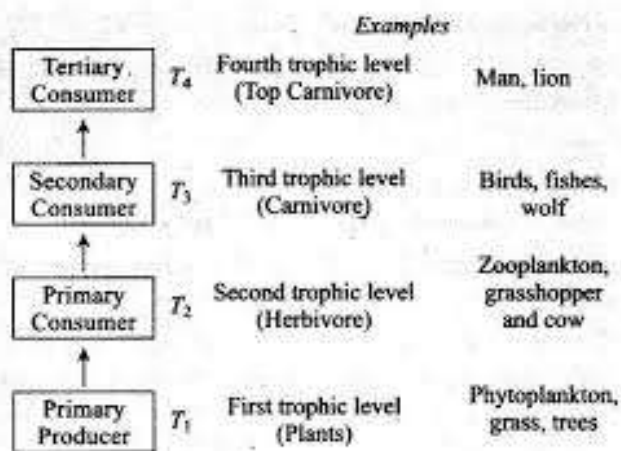 Examples
Tertiary Consumer T4 Fourth trophic level (Top Carnivore) Man, lion
Secondary Consumer T3 Third trophic level (Carnivore) Birds, fishes, wolf
Primary Consumer T2 Second trophic level (Herbivore) Zooplankton, grasshopper and cow
Primary Producer T1 First trophic level (Plants) Phytoplankton, grass, trees